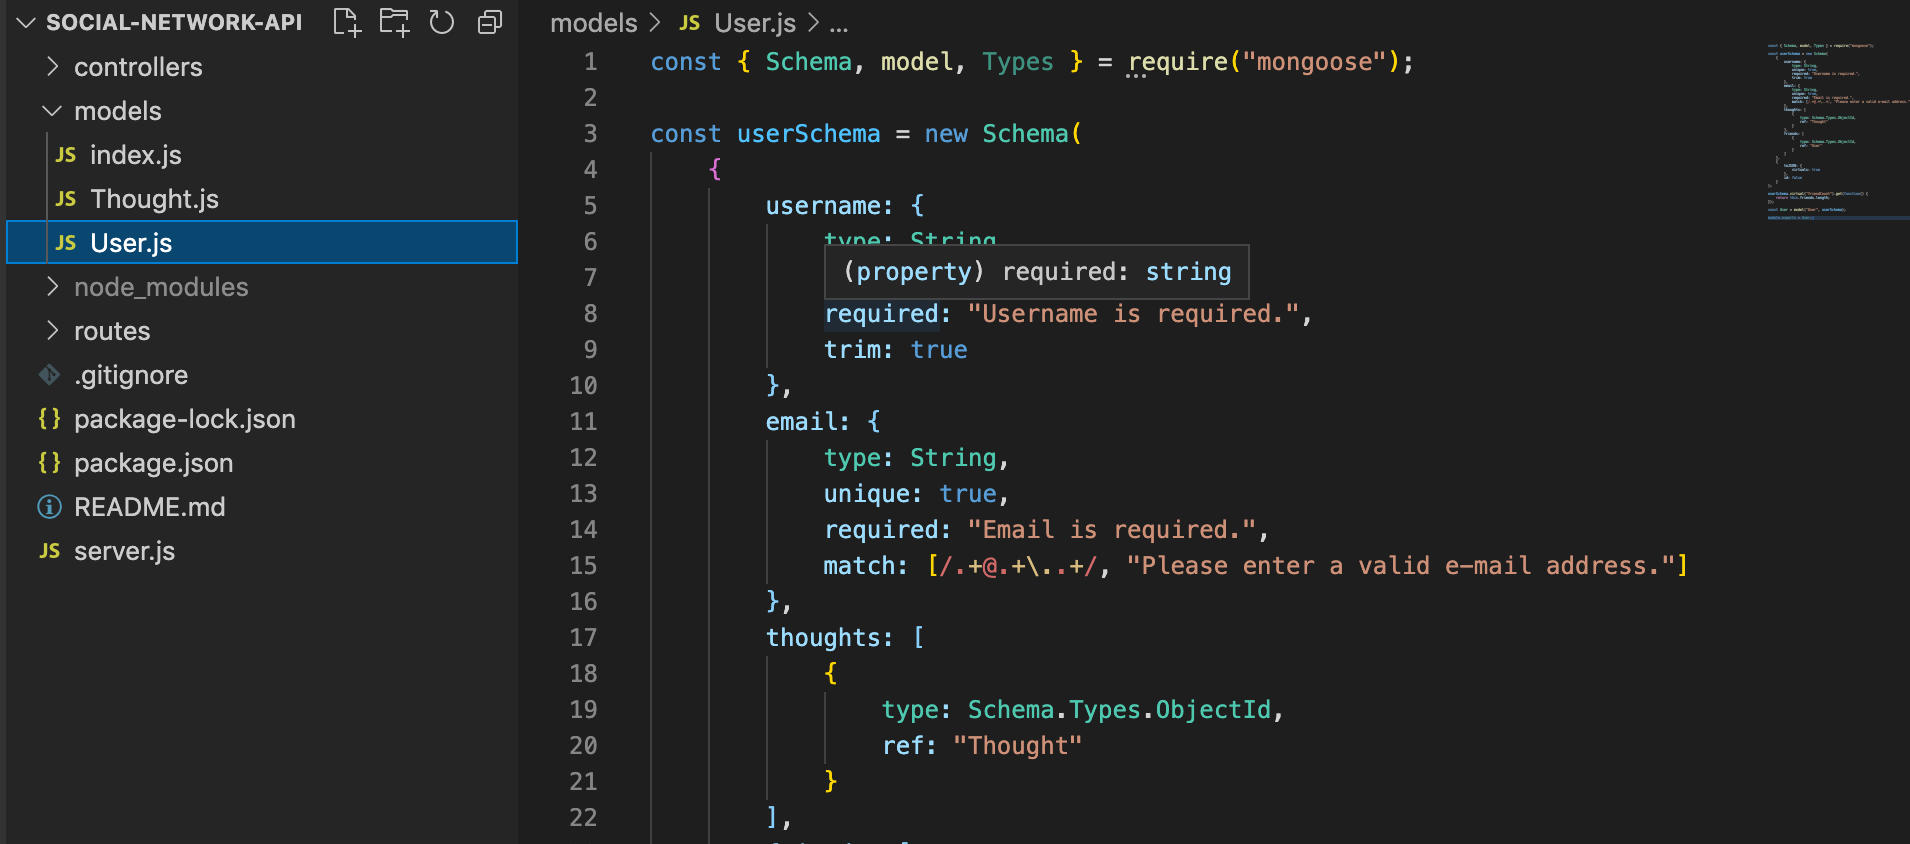 SOCIAL-NETWORK-API
controllers
models
JS index.js
JS Thought.js
JS User.js
node_modules
routes
.gitignore
{} package-lock.json
{} package.json
README.md
JS server.js
models > JS User.js > ...
1 const { Schema, model, Types } = require("mongoose");
2
3 const userSchema = new Schema(
4 {
5 username: {
6 type: String
7
(property) required: string
8 required: "Username is required.",
9 trim: true
10 },
11 email: {
12 type: String,
13 unique: true,
14 required: "Email is required.",
15 match: [/.+@.+\..+/, "Please enter a valid e-mail address."]
16 },
17 thoughts: [
18 {
19 type: Schema.Types.ObjectId,
20 ref: "Thought"
21 }
22 ],